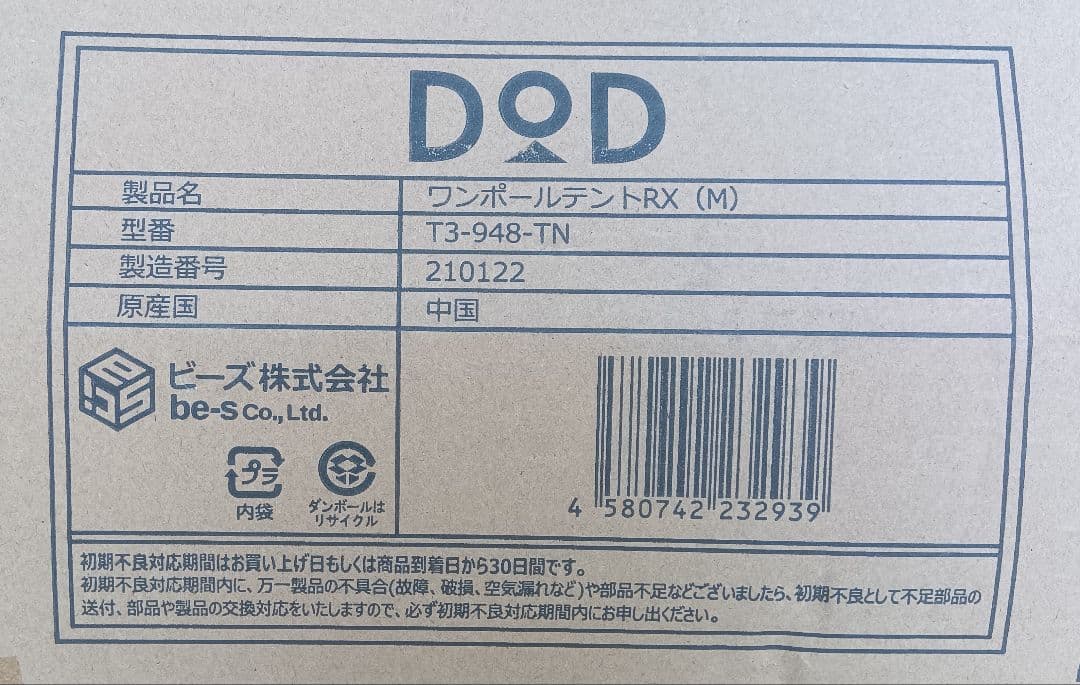 DOD
製品名 ワンポールテントRX（M）
型番 T3-948-TN
製造番号 210122
原産国 中国
ビーズ株式会社
be-s Co., Ltd.
プラ
内袋
ダンボールは
リサイクル
4 580742 232939
初期不良対応期間はお買い上げ日もしくは商品到着日から30日間です。
初期不良対応期間内に、万一製品の不具合(故障、破損、空気漏れなど)や部品不足などございましたら、初期不良として不足部品の
送付、部品や製品の交換対応をいたしますので、必ず初期不良対応期間内にお申し出ください。